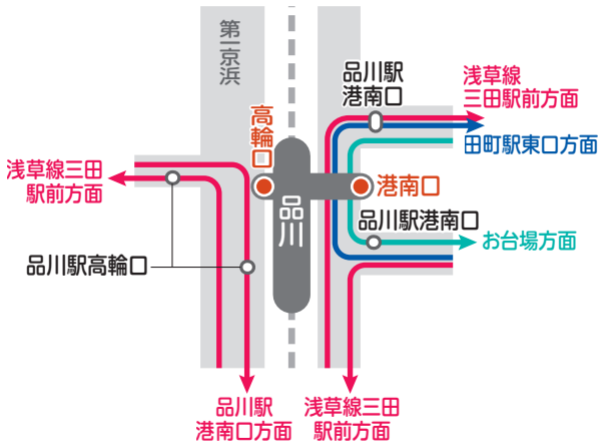 第一京浜
品川駅
港南口
浅草線
三田駅前方面
田町駅東口方面
高輪口
浅草線三田
駅前方面
品川
港南口
品川駅港南口
お台場方面
品川駅高輪口
品川駅
港南口方面
浅草線三田
駅前方面